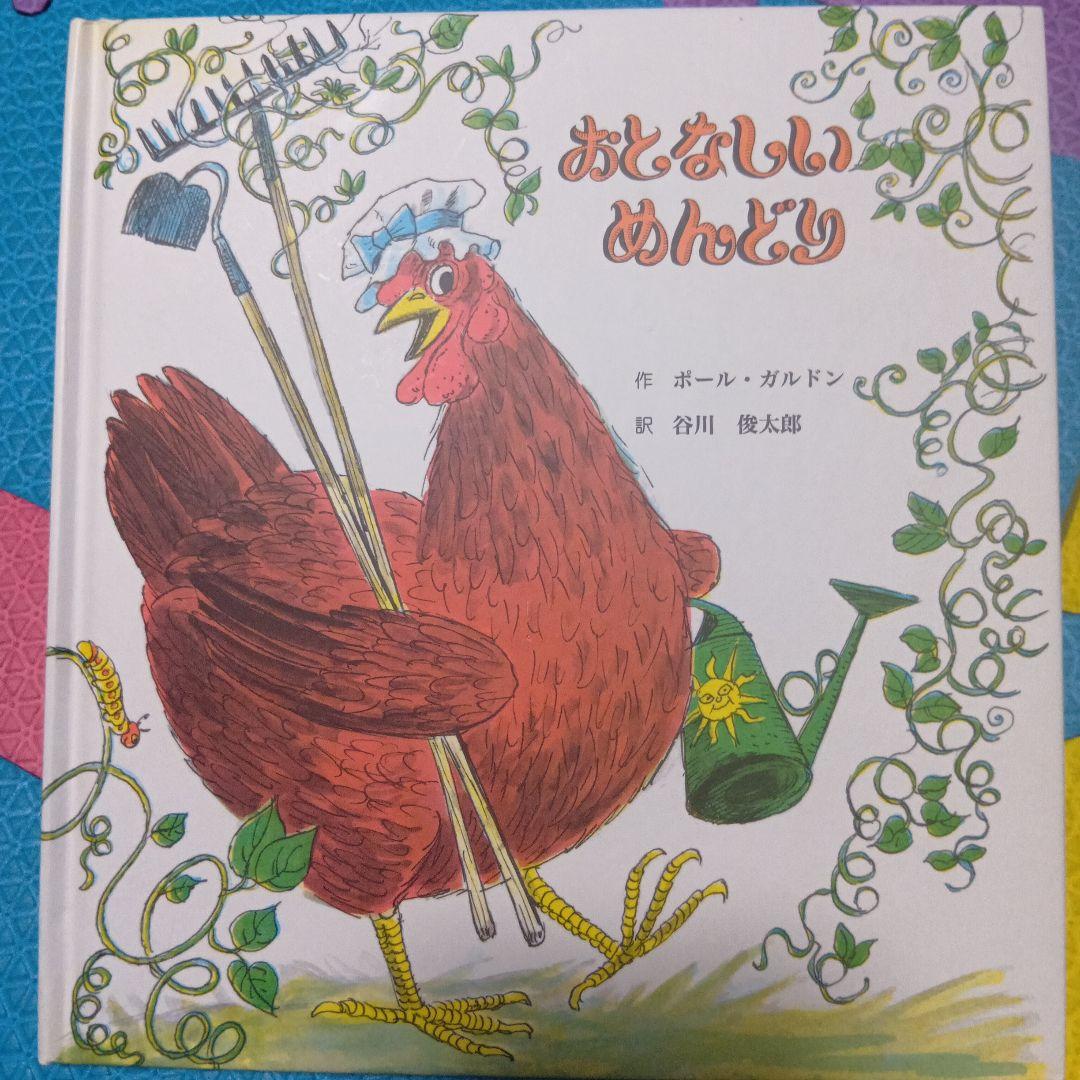 おとなしい
めんどり
作 ポール・ガルドン
訳 谷川 俊太郎